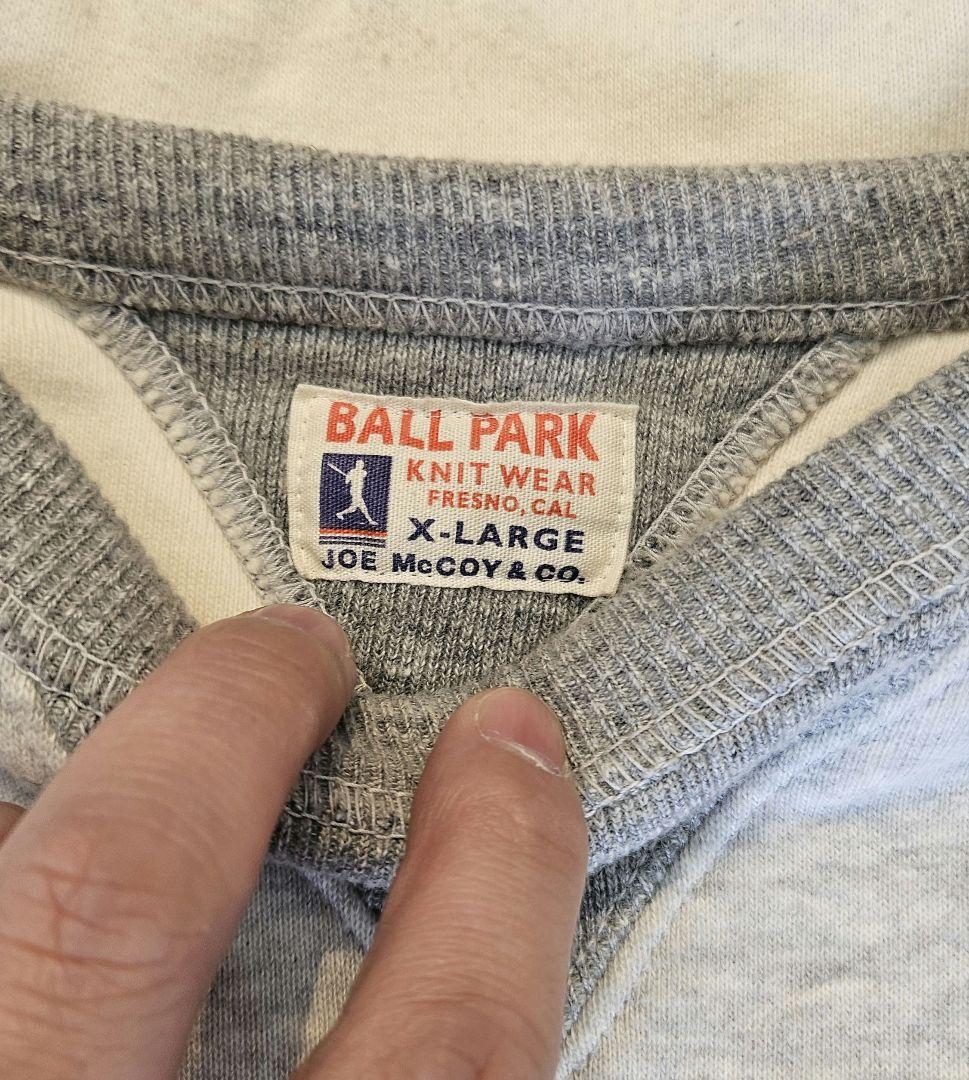 BALL PARK
KNIT WEAR
FRESNO, CAL
X-LARGE
JOE McCOY & CO.